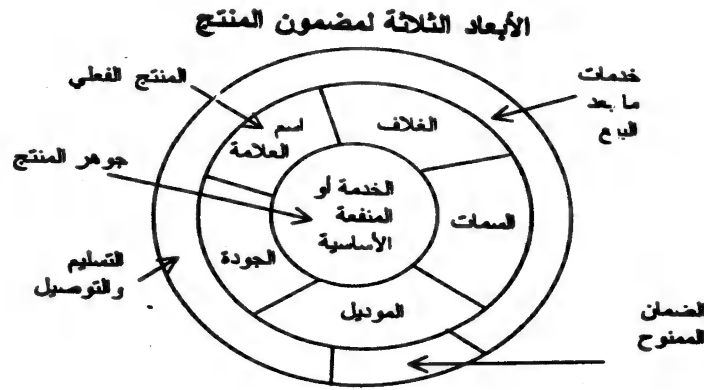 الأبعاد الثلاثة لمضمون المنتج
المنتج الفعلي
خدمات
ما بعد
البيع
اسم
العلامة
الغلاف
جوهر المنتج
الخدمة أو
المنفعة
الأساسية
السمات
الجودة
التسليم
والتوصيل
الموديل
الضمان
الممنوح